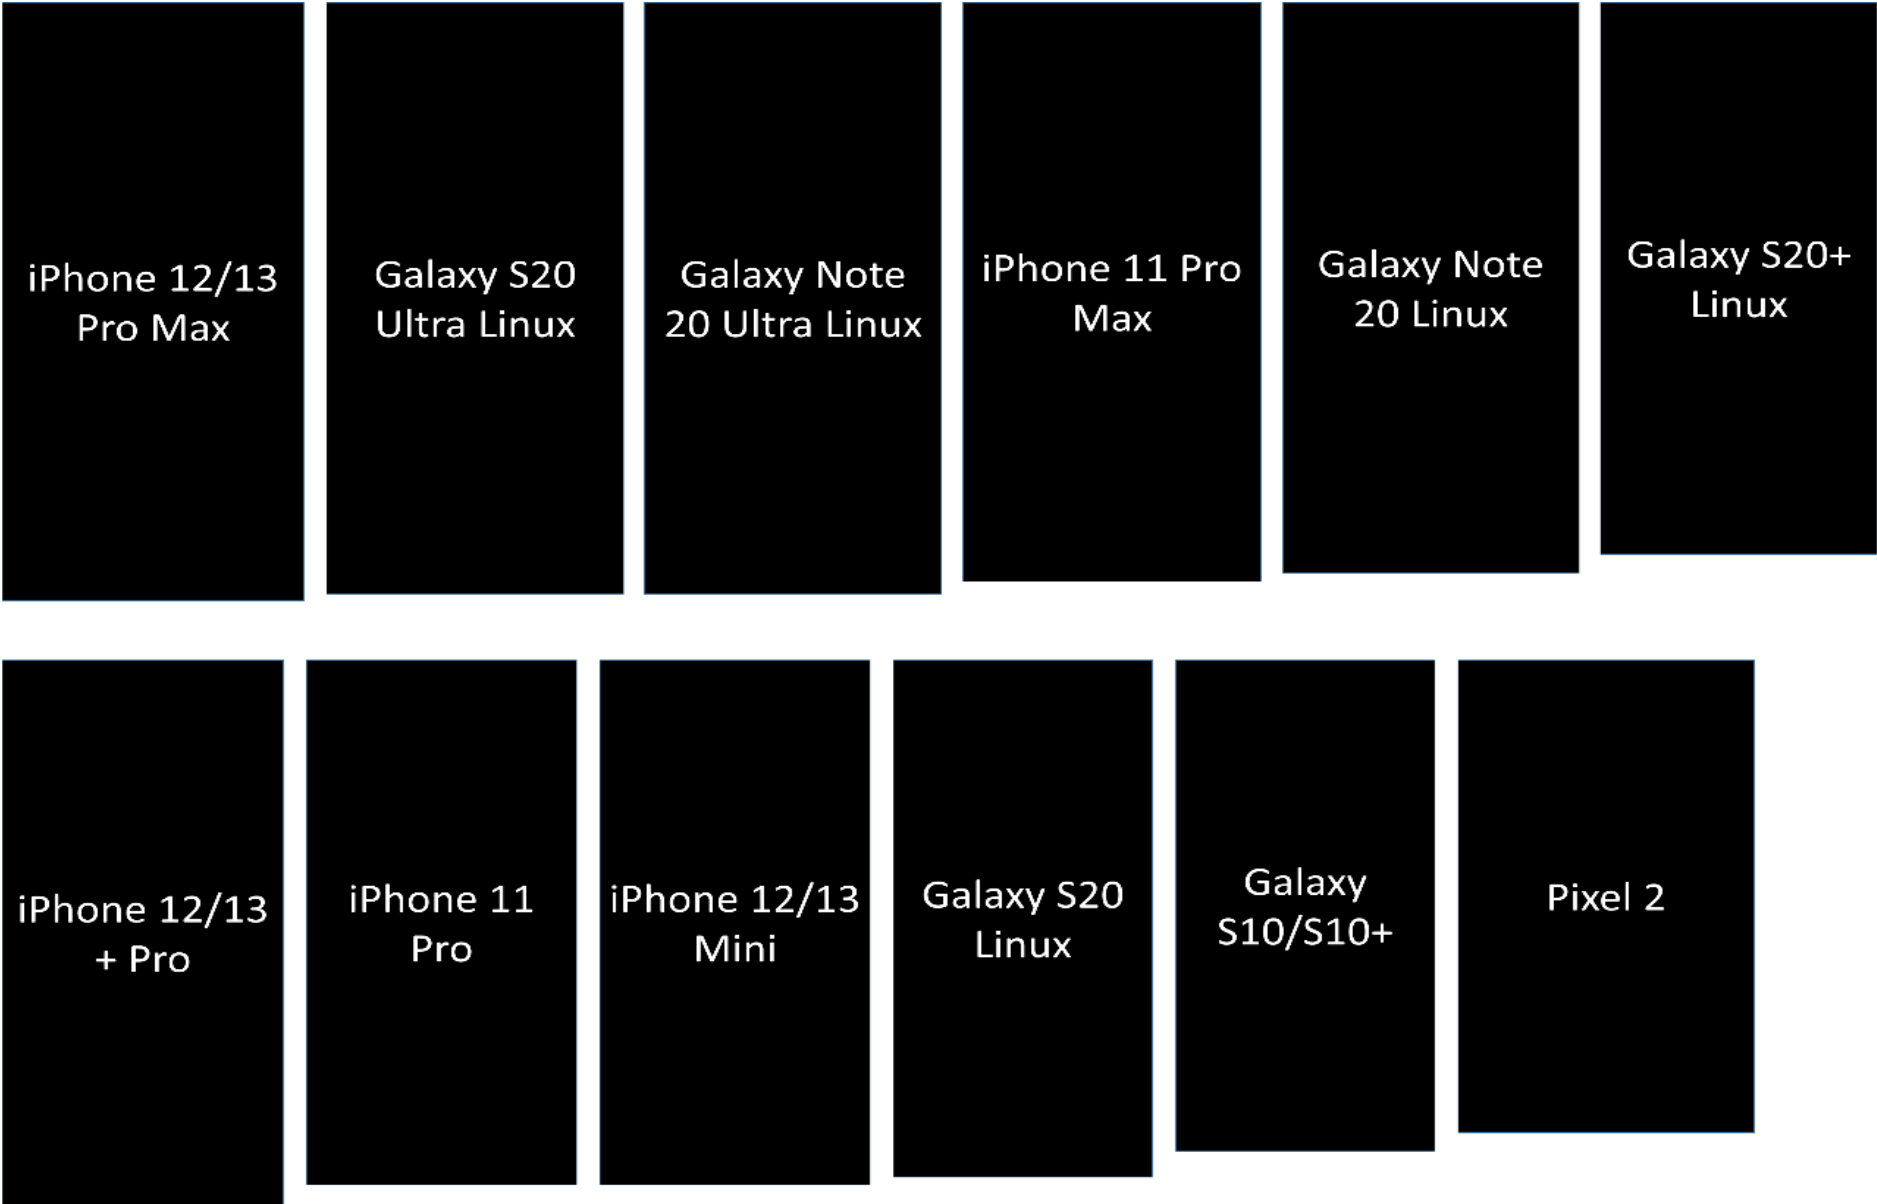 iPhone 12/13
Pro Max
Galaxy S20
Ultra Linux
Galaxy Note
20 Ultra Linux
iPhone 11 Pro
Max
Galaxy Note
20 Linux
Galaxy S20+
Linux
iPhone 12/13
+ Pro
iPhone 11
Pro
iPhone 12/13
Mini
Galaxy S20
Linux
Galaxy
S10/S10+
Pixel 2